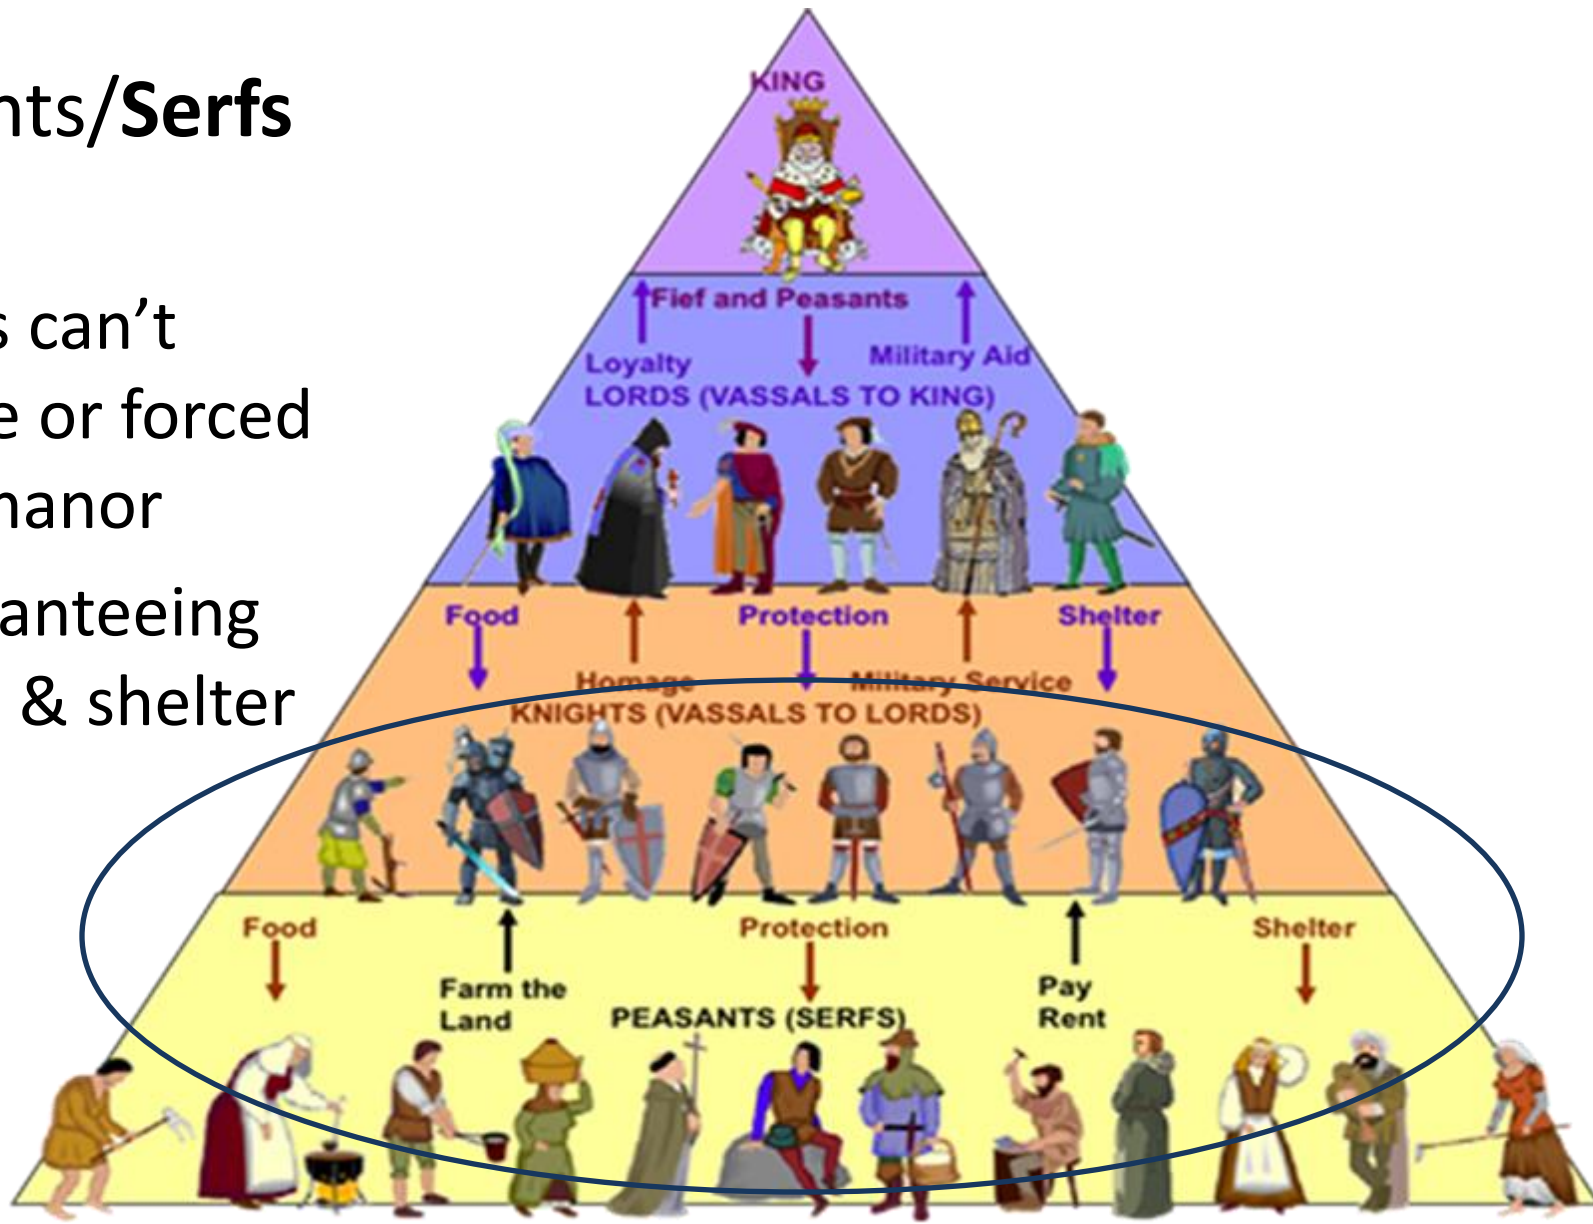 nts/Serfs
s can’t
e or forced
nanor
anteeing
& shelter
KING
Fief and Peasants
Loyalty
Military Aid
LORDS (VASSALS TO KING)
Food
Protection
Shelter
Homage
Military Service
KNIGHTS (VASSALS TO LORDS)
Food
Protection
Shelter
Farm the
Land
Pay
Rent
PEASANTS (SERFS)